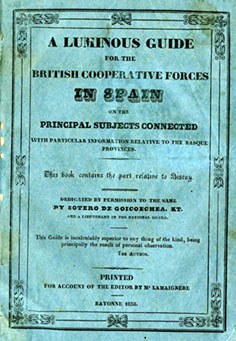 A LUMINOUS GUIDE
FOR THE
BRITISH COOPERATIVE FORCES
IN SPAIN
ON THE
PRINCIPAL SUBJECTS CONNECTED
WITH PARTICULAR INFORMATION RELATIVE TO THE BASQUE
PROVINCES.
This book contains the part relative to Biscay.
DEDICATED BY PERMISSION TO THE SAME
BY SOTERO DE GOICOECHEA. KT.
AND A LIEUTENANT IN THE NATIONAL GUARD.
This Guide is incalculably superior to any thing of the kind, being
principally the result of personal observation.
THE AUTHOR.
PRINTED
FOR ACCOUNT OF THE EDITOR BY Mr LAMAIGNERE
BAYONNE